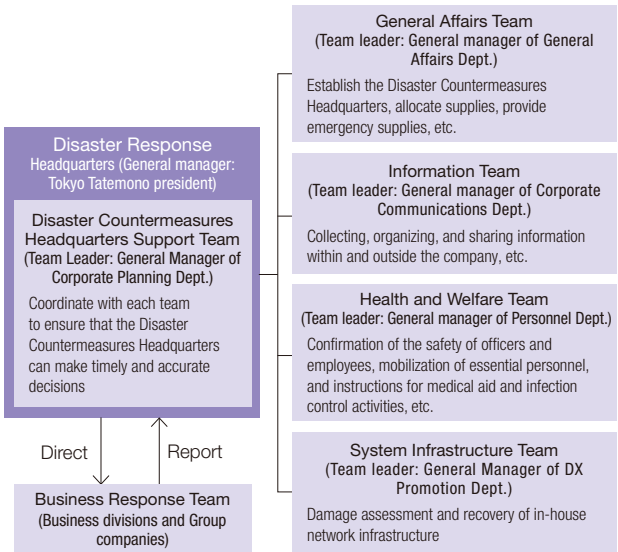 Disaster Response
Headquarters (General manager:
Tokyo Tatemono president)
Disaster Countermeasures
Headquarters Support Team
(Team Leader: General Manager of
Corporate Planning Dept.)
Coordinate with each team
to ensure that the Disaster
Countermeasures Headquarters
can make timely and accurate
decisions
Direct
Report
Business Response Team
(Business divisions and Group
companies)
General Affairs Team
(Team leader: General manager of General
Affairs Dept.)
Establish the Disaster Countermeasures
Headquarters, allocate supplies, provide
emergency supplies, etc.
Information Team
(Team leader: General manager of Corporate
Communications Dept.)
Collecting, organizing, and sharing information
within and outside the company, etc.
Health and Welfare Team
(Team leader: General manager of Personnel Dept.)
Confirmation of the safety of officers and
employees, mobilization of essential personnel,
and instructions for medical aid and infection
control activities, etc.
System Infrastructure Team
(Team leader: General Manager of DX
Promotion Dept.)
Damage assessment and recovery of in-house
network infrastructure